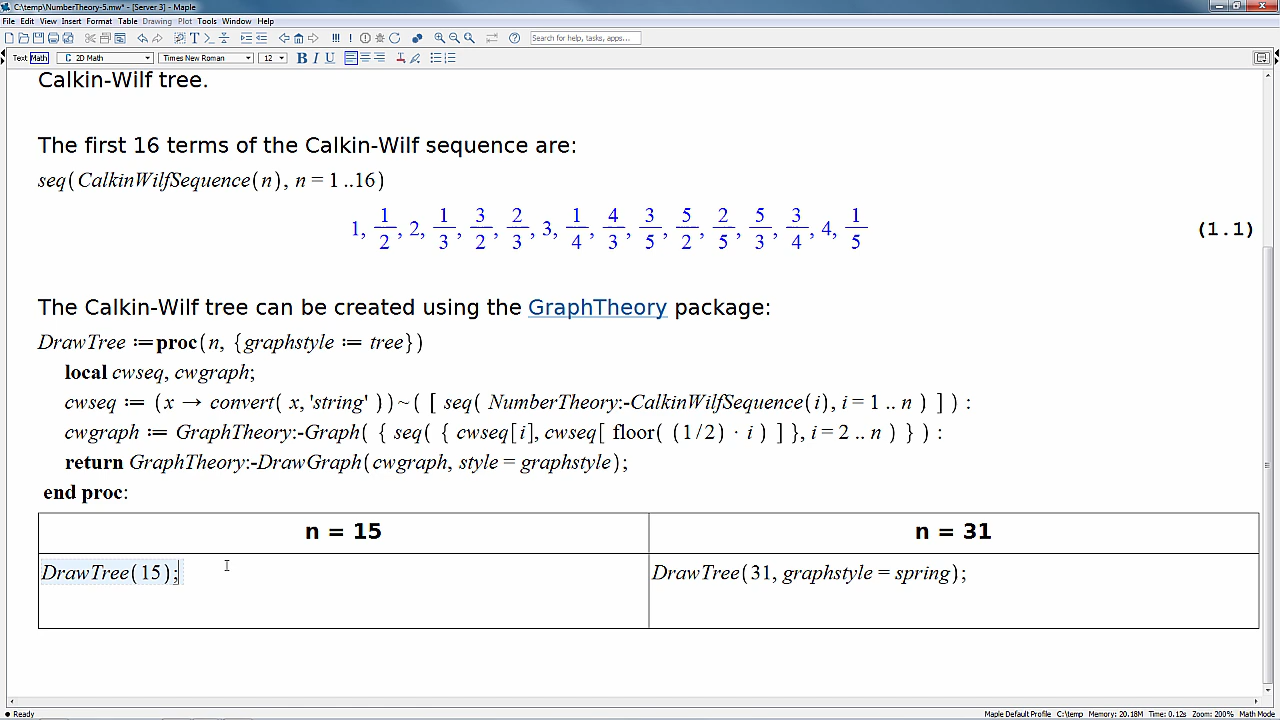 C:\temp\NumberTheory-5.mw* - [Server 3] - Maple
File Edit View Insert Format Table Drawing Plot Tools Window Help
Search for help, tasks, apps...
Text Math C 2D Math Times New Roman 12 B I U
Calkin-Wilf tree.
The first 16 terms of the Calkin-Wilf sequence are:
seq(CalkinWilfSequence(n), n = 1 ..16)
1, 1/2, 2, 1/3, 3/2, 2/3, 3, 1/4, 4/3, 3/5, 5/2, 2/5, 5/3, 3/4, 4, 1/5 (1.1)
The Calkin-Wilf tree can be created using the GraphTheory package:
DrawTree := proc(n, {graphstyle := tree})
local cwseq, cwgraph;
cwseq := (x → convert( x, 'string' ))~( [ seq( NumberTheory:-CalkinWilfSequence(i), i = 1 .. n ) ] ) :
cwgraph := GraphTheory:-Graph( { seq( { cwseq[i], cwseq[ floor( (1/2) · i ) ] }, i = 2 .. n ) } ) :
return GraphTheory:-DrawGraph(cwgraph, style = graphstyle);
end proc:
n = 15 n = 31
DrawTree(15); DrawTree(31, graphstyle = spring);
Ready Maple Default Profile C:\temp Memory: 20.18M Time: 0.12s Zoom: 200% Math Mode